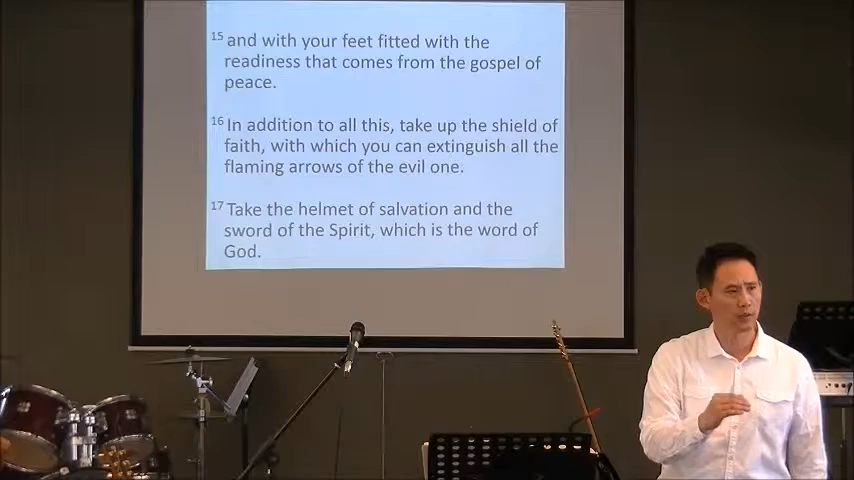 15 and with your feet fitted with the
readiness that comes from the gospel of
peace.
16 In addition to all this, take up the shield of
faith, with which you can extinguish all the
flaming arrows of the evil one.
17 Take the helmet of salvation and the
sword of the Spirit, which is the word of
God.